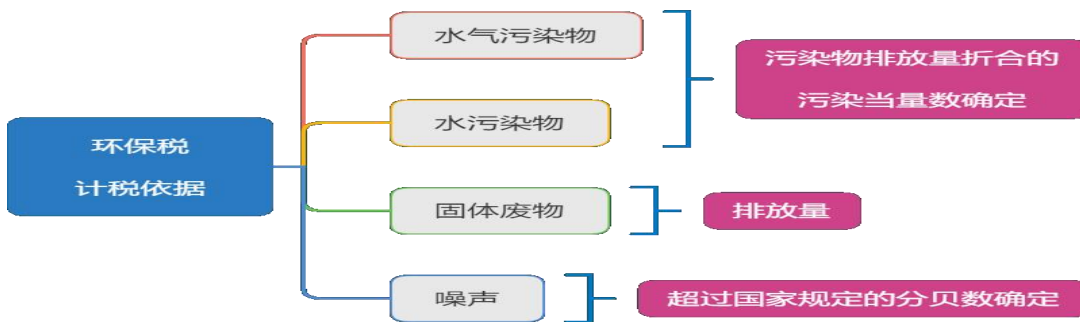 环保税
计税依据
水气污染物
水污染物
污染物排放量折合的
污染当量数确定
固体废物
排放量
噪声
超过国家规定的分贝数确定